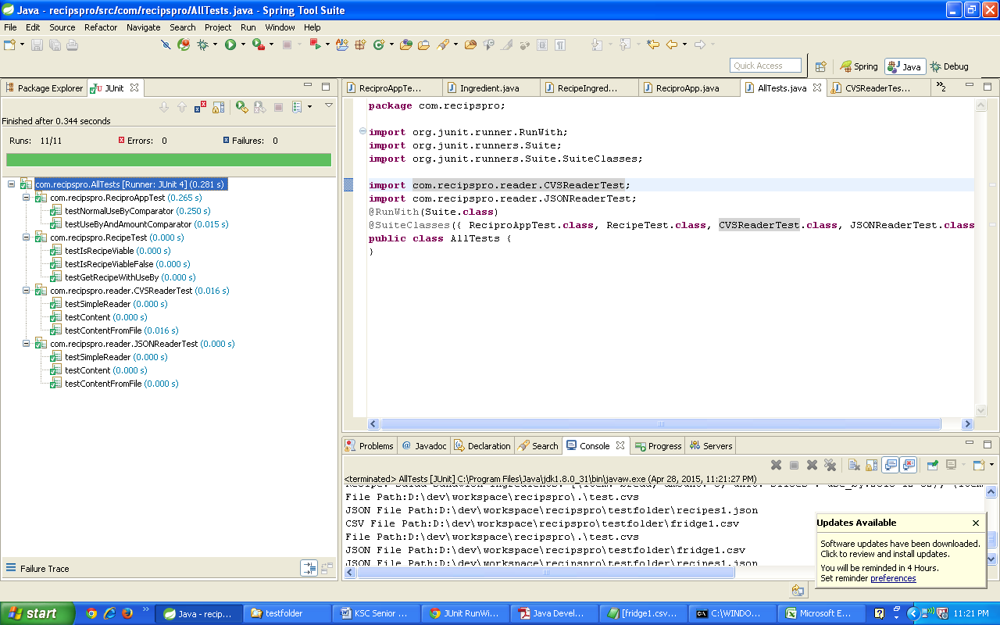 Java - recipspro/src/com/recipspro/AllTests.java - Spring Tool Suite
File Edit Source Refactor Navigate Search Project Run Window Help
Quick Access
Spring Java Debug
Package Explorer JUnit
Finished after 0.344 seconds
Runs: 11/11 Errors: 0 Failures: 0
com.recipspro.AllTests [Runner: JUnit 4] (0.281 s)
com.recipspro.ReciproAppTest (0.265 s)
testNormalUseByComparator (0.250 s)
testUseByAndAmountComparator (0.015 s)
com.recipspro.RecipeTest (0.000 s)
testIsRecipeViable (0.000 s)
testIsRecipeViableFalse (0.000 s)
testGetRecipeWithUseBy (0.000 s)
com.recipspro.reader.CVSReaderTest (0.016 s)
testSimpleReader (0.000 s)
testContent (0.000 s)
testContentFromFile (0.016 s)
com.recipspro.reader.JSONReaderTest (0.000 s)
testSimpleReader (0.000 s)
testContent (0.000 s)
testContentFromFile (0.000 s)
Failure Trace
ReciproAppTe... Ingredient.java RecipeIngred... ReciproApp.java AllTests.java CVSReaderTes... »2
package com.recipspro;
import org.junit.runner.RunWith;
import org.junit.runners.Suite;
import org.junit.runners.Suite.SuiteClasses;
import com.recipspro.reader.CVSReaderTest;
import com.recipspro.reader.JSONReaderTest;
@RunWith(Suite.class)
@SuiteClasses({ ReciproAppTest.class, RecipeTest.class, CVSReaderTest.class, JSONReaderTest.class
public class AllTests {
}
Problems Javadoc Declaration Search Console Progress Servers
<terminated> AllTests [JUnit] C:\Program Files\Java\jdk1.8.0_31\bin\javaw.exe (Apr 28, 2015, 11:21:27 PM)
File Path:D:\dev\workspace\recipspro\.\test.cvs
JSON File Path:D:\dev\workspace\recipspro\testfolder\recipes1.json
CSV File Path:D:\dev\workspace\recipspro\testfolder\fridge1.csv
File Path:D:\dev\workspace\recipspro\.\test.cvs
JSON File Path:D:\dev\workspace\recipspro\testfolder\fridge1.csv
JSON File Path:D:\dev\workspace\recipspro\testfolder\recipes1.json
Updates Available
Software updates have been downloaded.
Click to review and install updates.
You will be reminded in 4 Hours.
Set reminder preferences
start Java - recip... testfolder KSC Senior ... JUnit RunWi... Java Devel... [fridge1.csv... C:\WINDO... Microsoft E... 11:21 PM